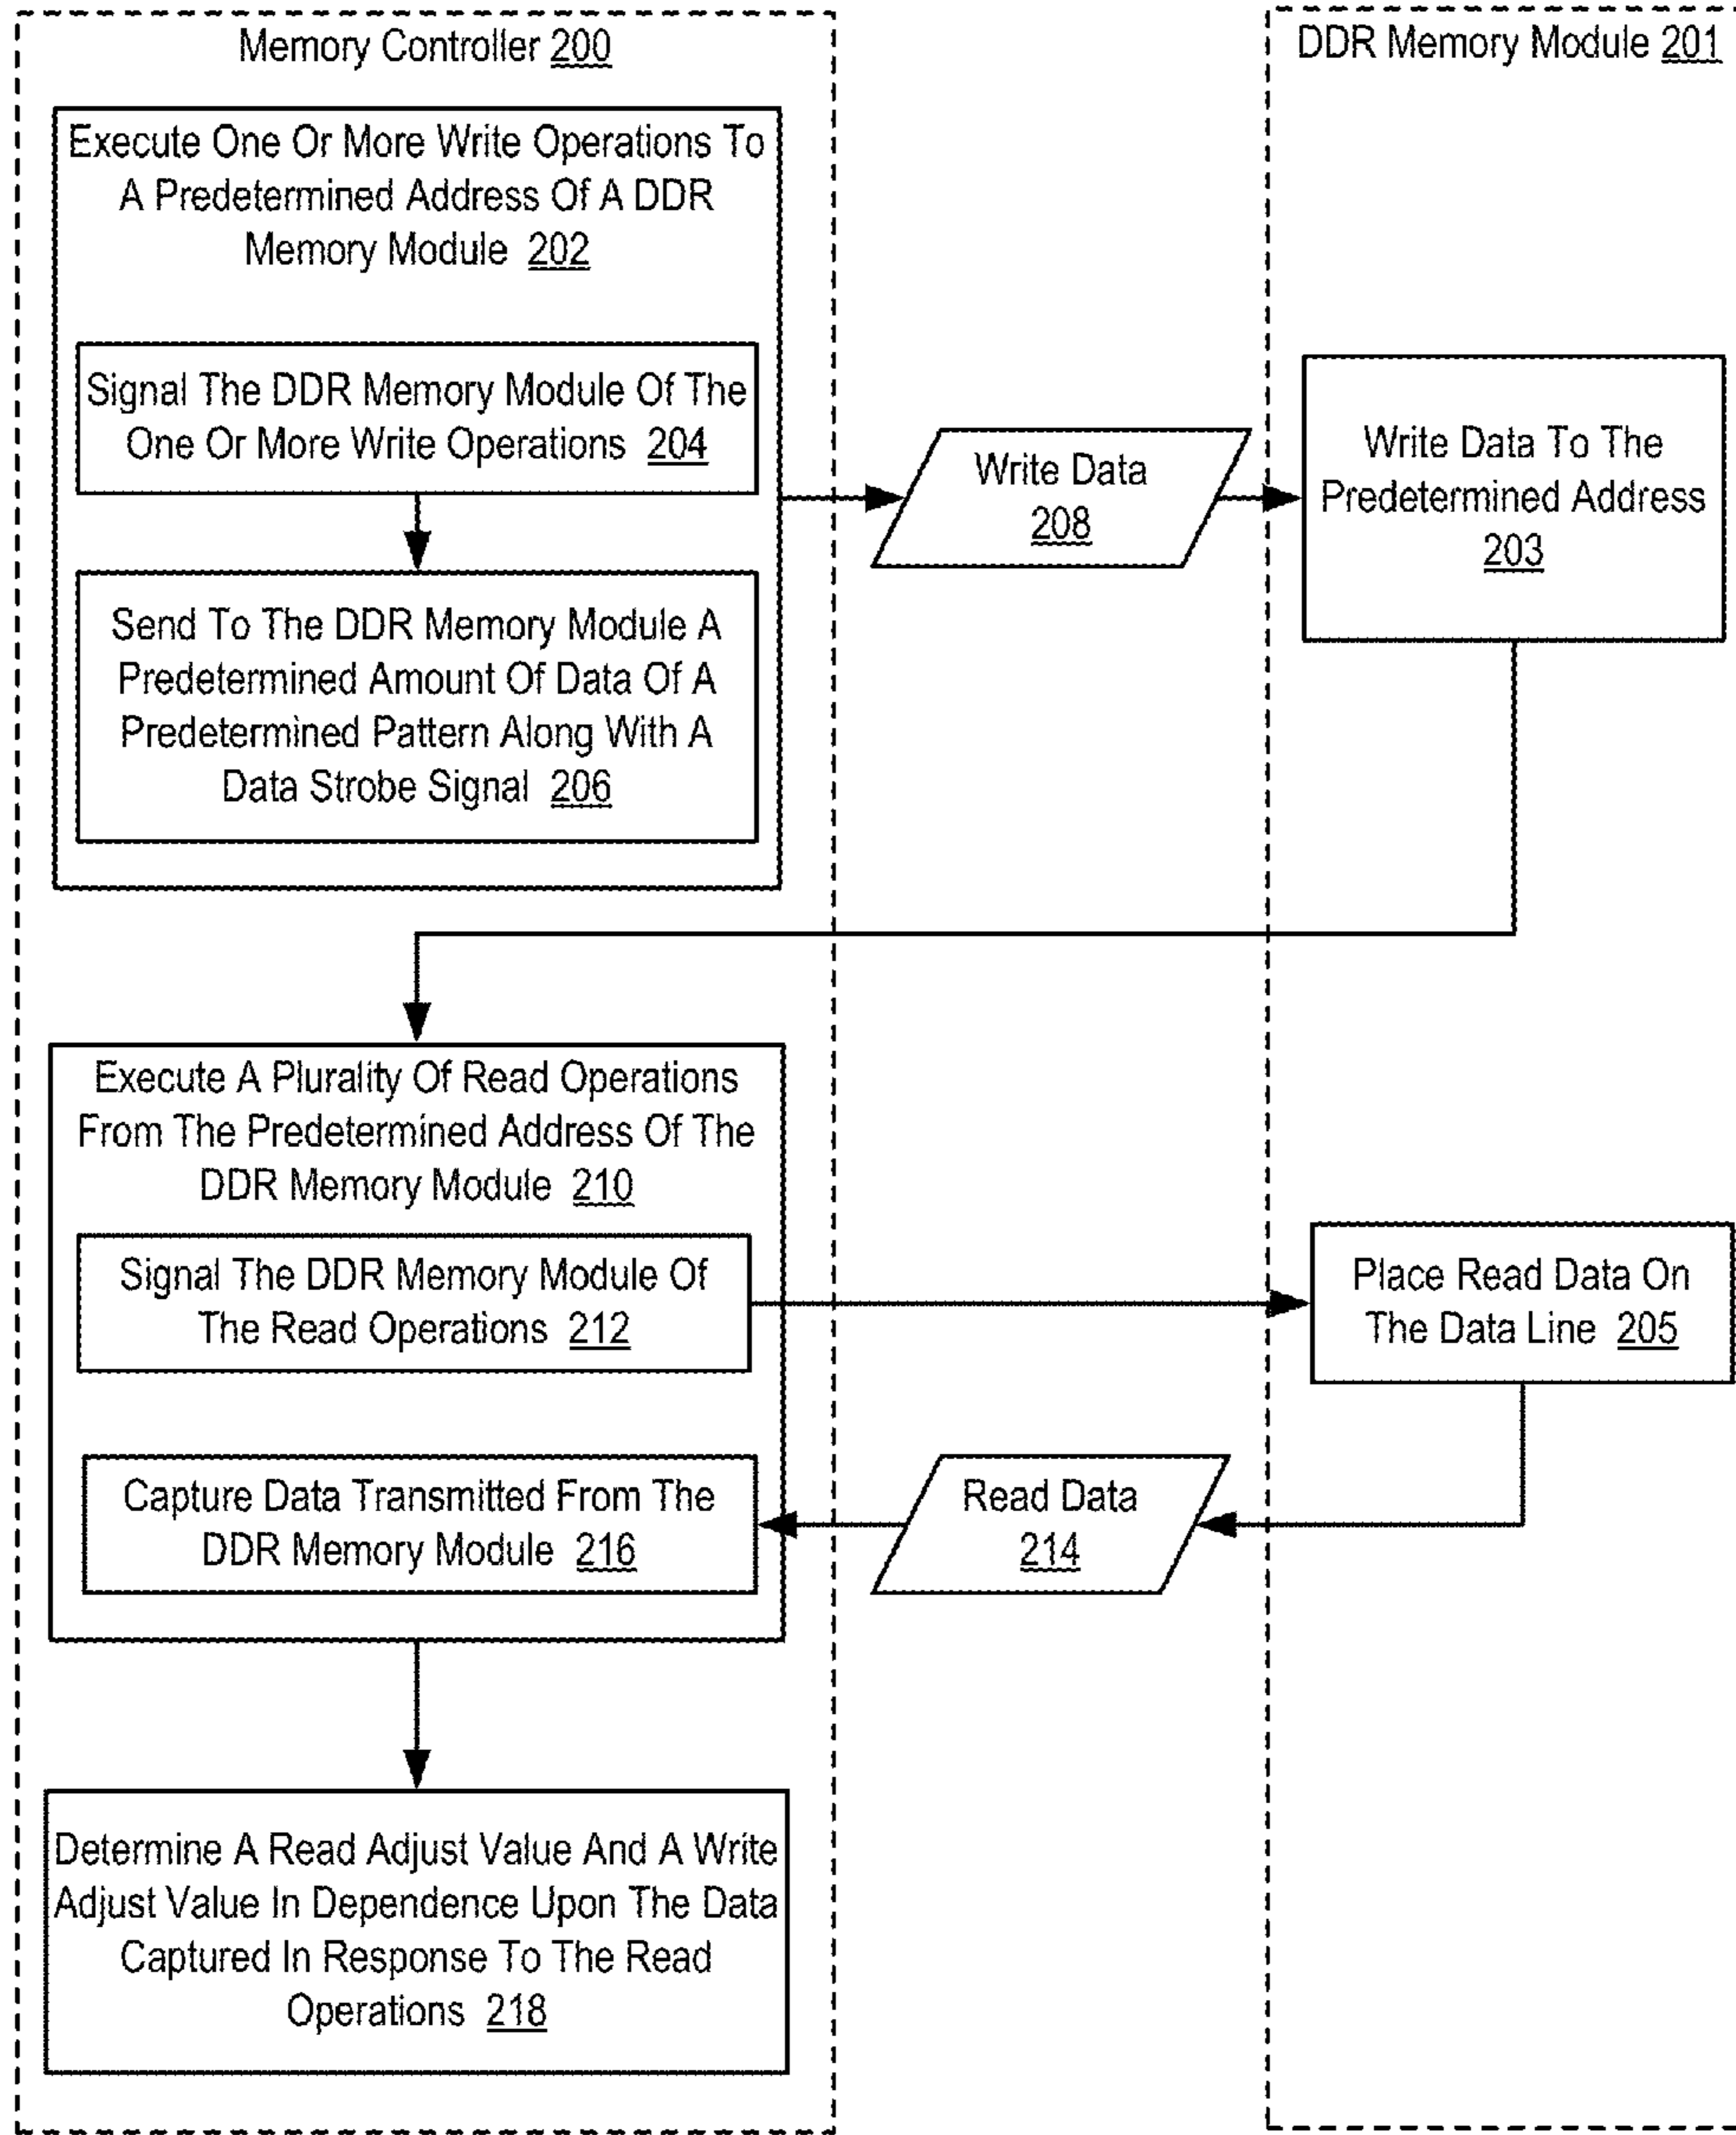 Memory Controller 200
DDR Memory Module 201
Execute One Or More Write Operations To
A Predetermined Address Of A DDR
Memory Module 202
Signal The DDR Memory Module Of The
One Or More Write Operations 204
Write Data
208
Write Data To The
Predetermined Address
203
Send To The DDR Memory Module A
Predetermined Amount Of Data Of A
Predetermined Pattern Along With A
Data Strobe Signal 206
Execute A Plurality Of Read Operations
From The Predetermined Address Of The
DDR Memory Module 210
Signal The DDR Memory Module Of
The Read Operations 212
Place Read Data On
The Data Line 205
Capture Data Transmitted From The
DDR Memory Module 216
Read Data
214
Determine A Read Adjust Value And A Write
Adjust Value In Dependence Upon The Data
Captured In Response To The Read
Operations 218